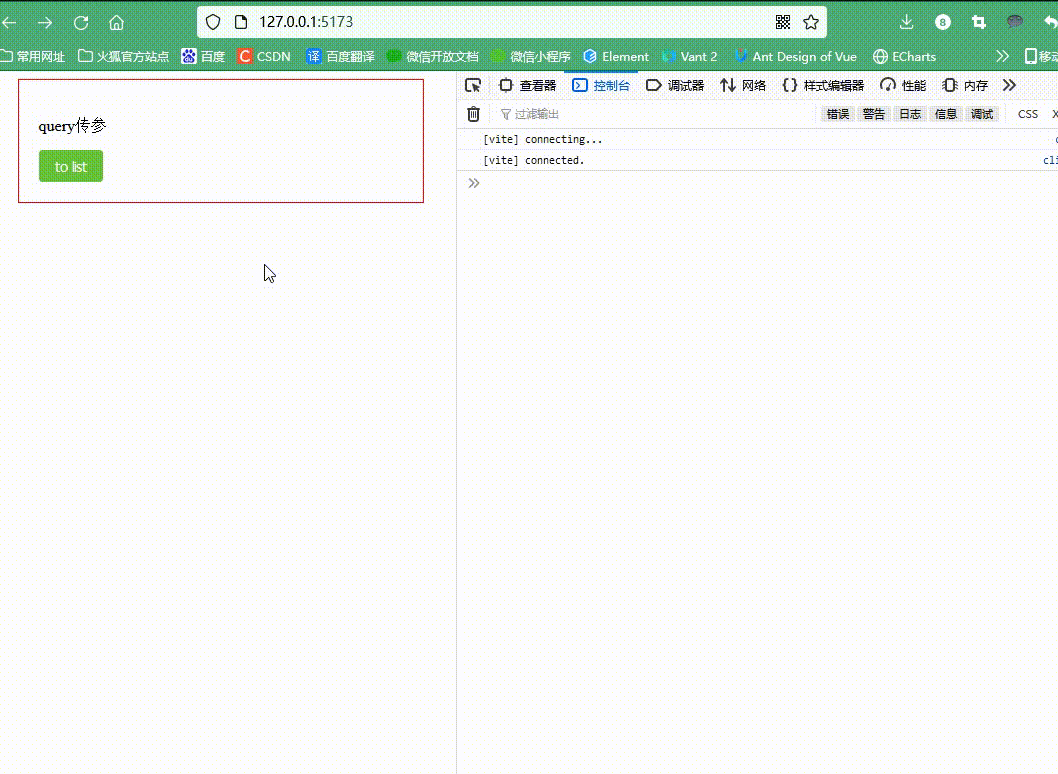 127.0.0.1:5173
8
常用网址 火狐官方站点 百度 C CSDN 译 百度翻译 微信开放文档 微信小程序 Element Vant 2 Ant Design of Vue ECharts 移动
query传参
to list
查看器 控制台 调试器 网络 样式编辑器 性能 内存
过滤输出 错误 警告 日志 信息 调试 CSS X
[vite] connecting... c
[vite] connected. cli